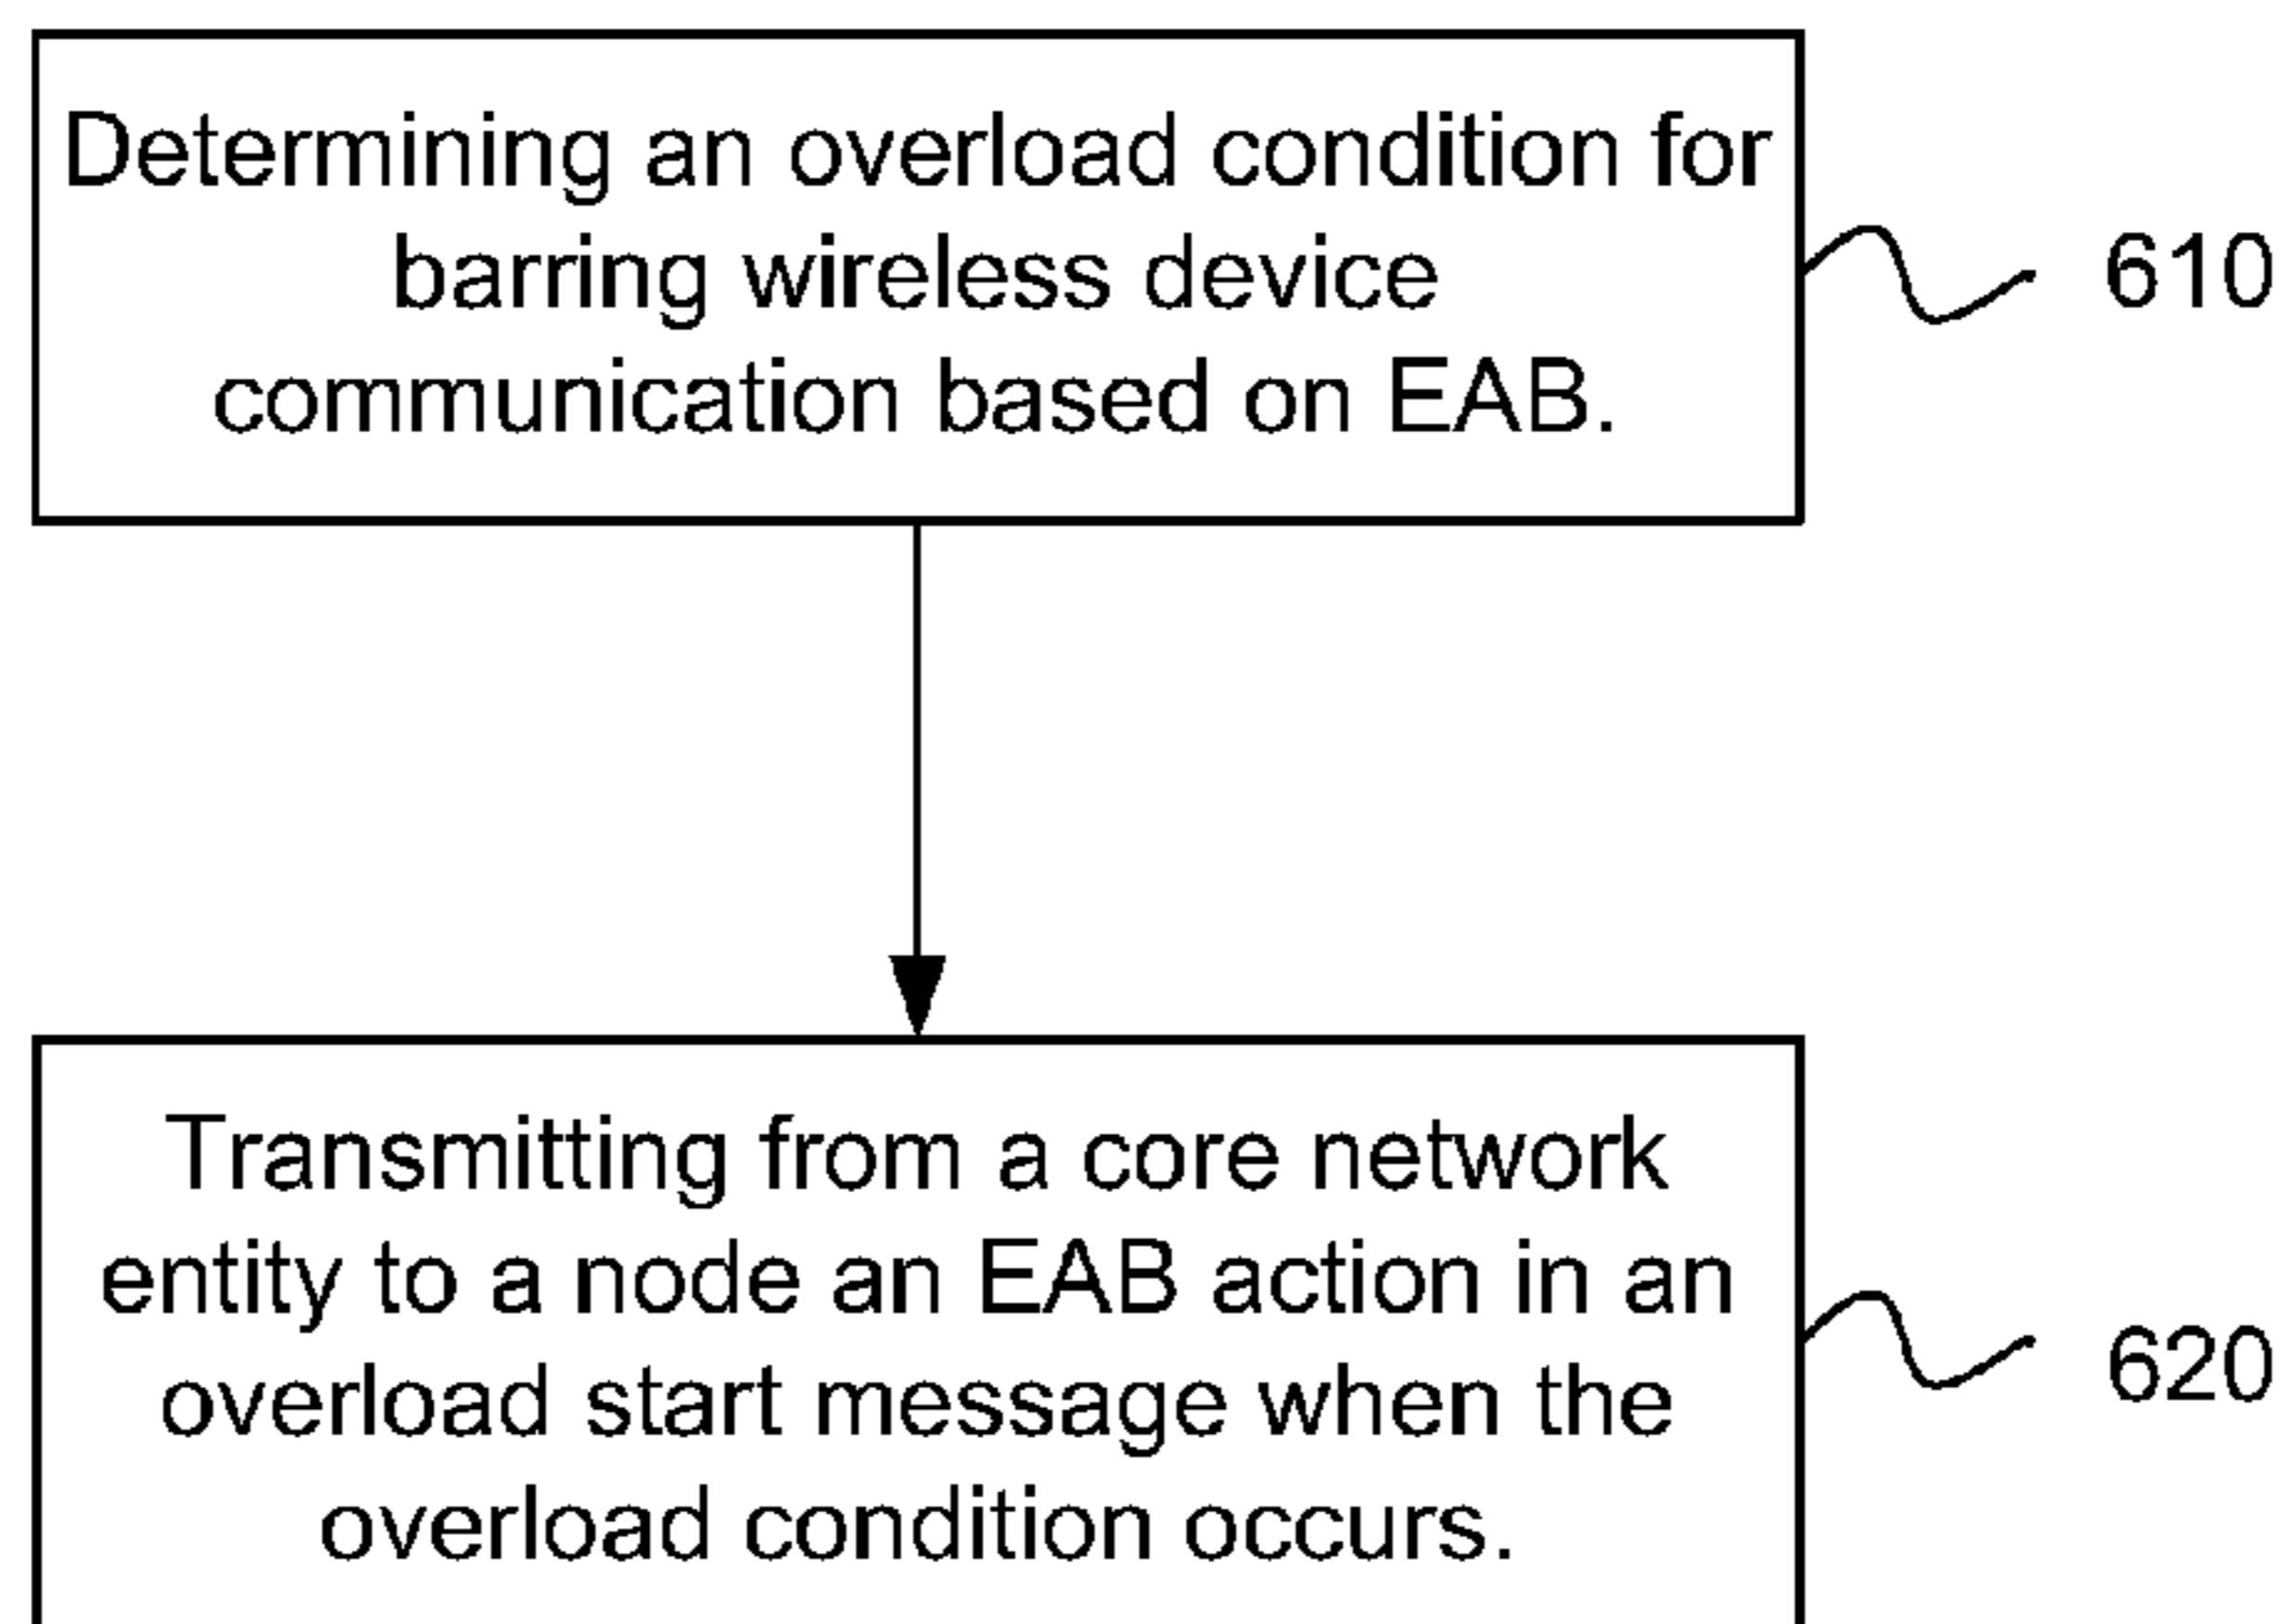 Determining an overload condition for
barring wireless device
communication based on EAB.
610
Transmitting from a core network
entity to a node an EAB action in an
overload start message when the
overload condition occurs.
620